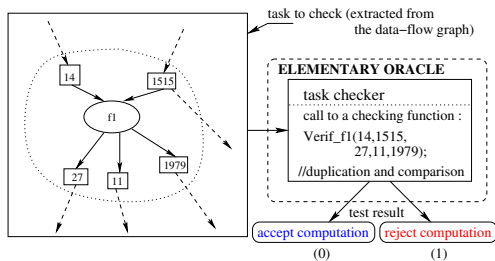 task to check (extracted from
the data-flow graph)
14
1515
f1
27
11
1979
ELEMENTARY ORACLE
task checker
call to a checking function :
Verif_f1(14,1515,
27,11,1979);
//duplication and comparison
test result
accept computation
reject computation
(0)
(1)